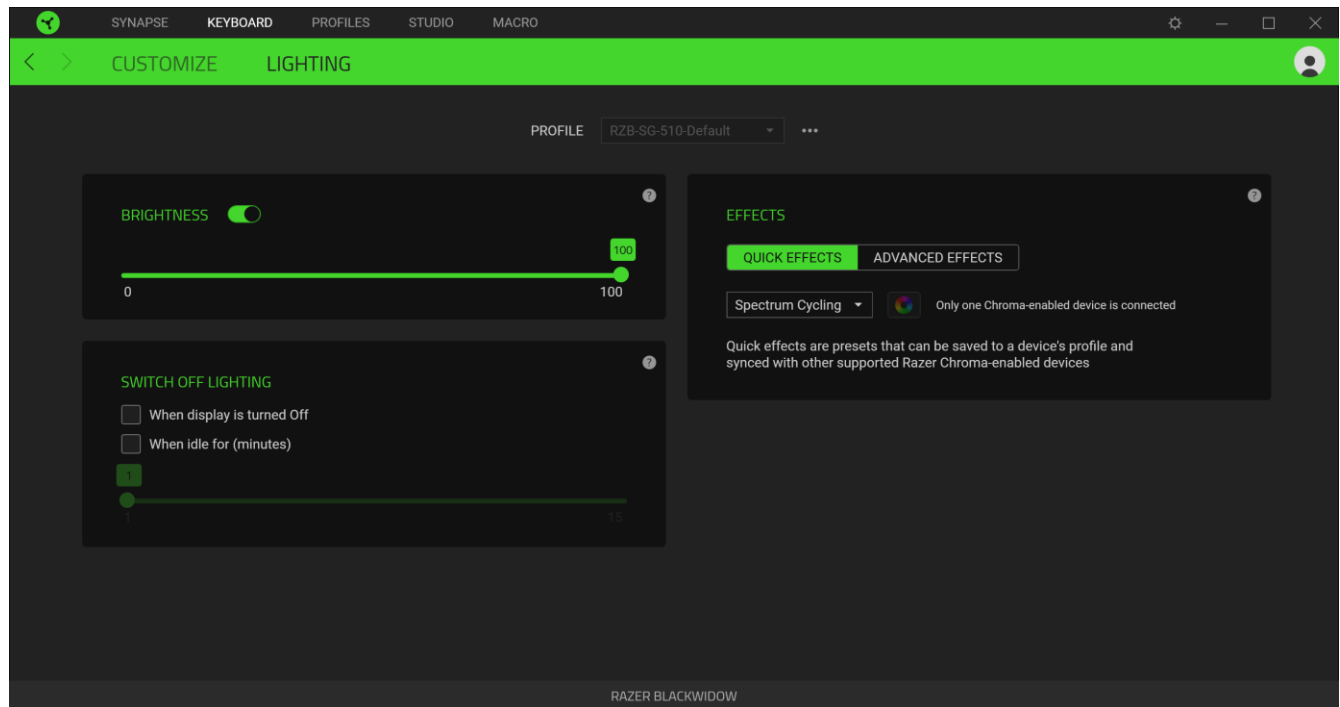 SYNAPSE KEYBOARD PROFILES STUDIO MACRO
CUSTOMIZE LIGHTING
PROFILE RZB-SG-510-Default
BRIGHTNESS
100
0 100
SWITCH OFF LIGHTING
When display is turned Off
When idle for (minutes)
1
1 15
EFFECTS
QUICK EFFECTS ADVANCED EFFECTS
Spectrum Cycling Only one Chroma-enabled device is connected
Quick effects are presets that can be saved to a device's profile and
synced with other supported Razer Chroma-enabled devices
RAZER BLACKWIDOW